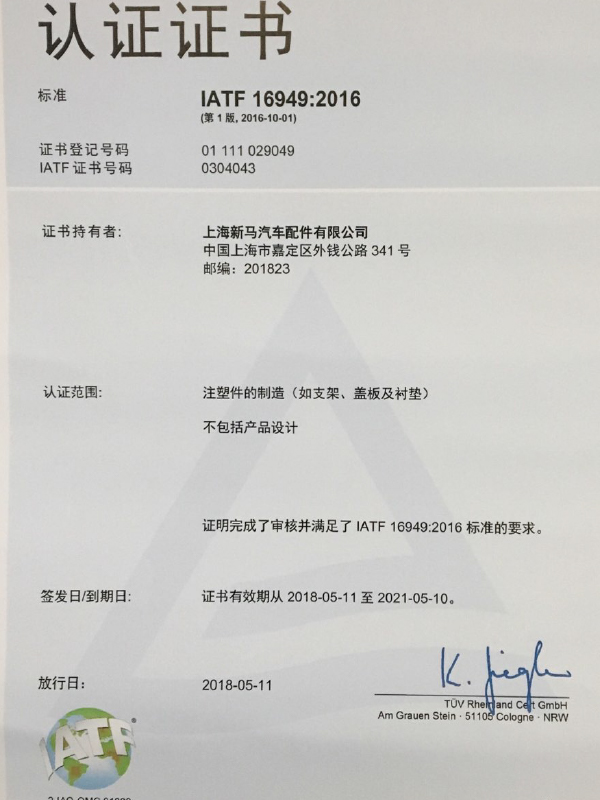 认证证书
标准
IATF 16949:2016
(第 1 版, 2016-10-01)
证书登记号码
01 111 029049
IATF 证书号码
0304043
证书持有者:
上海新马汽车配件有限公司
中国上海市嘉定区外钱公路 341 号
邮编：201823
认证范围:
注塑件的制造（如支架、盖板及衬垫）
不包括产品设计
证明完成了审核并满足了 IATF 16949:2016 标准的要求。
签发日/到期日:
证书有效期从 2018-05-11 至 2021-05-10。
放行日：
2018-05-11
TÜV Rheinland Cert GmbH
Am Grauen Stein · 51105 Cologne · NRW
IATF